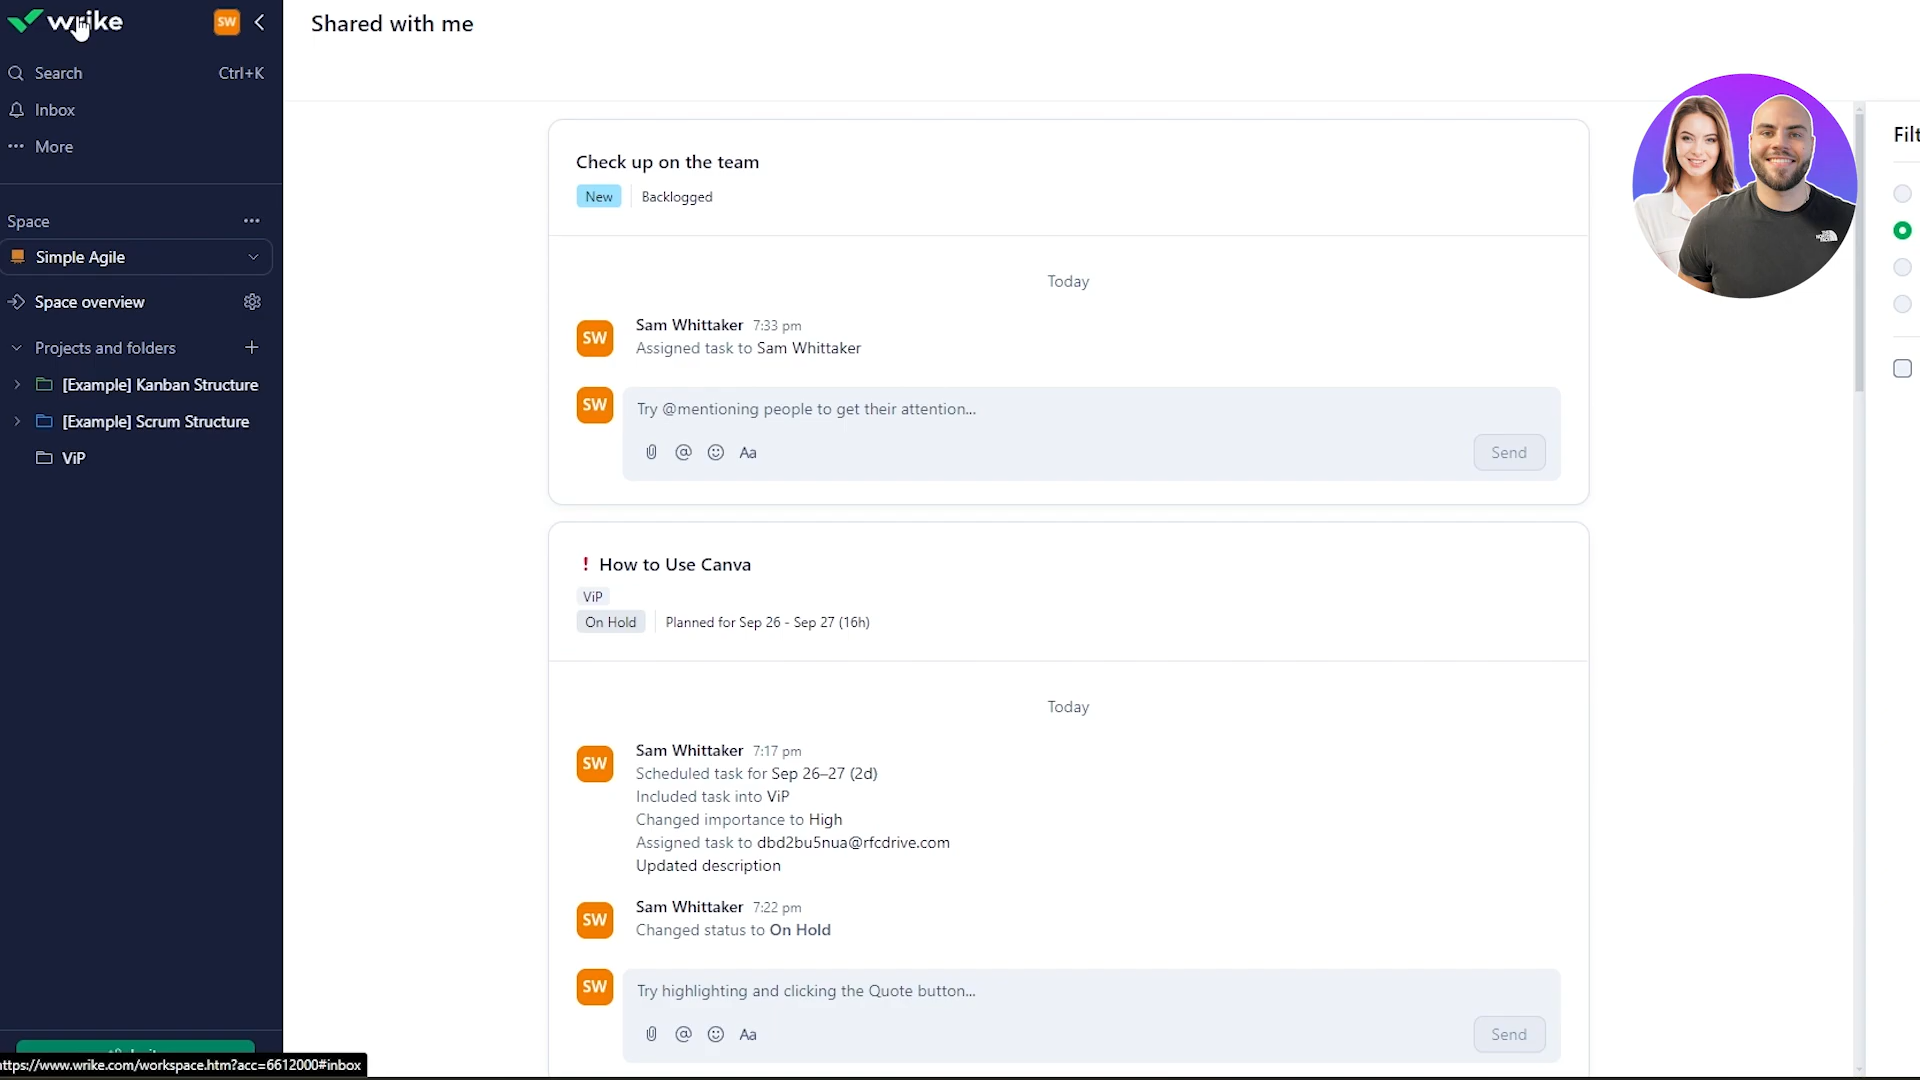 wrike
SW
Search
Ctrl+K
Inbox
More
Space
Simple Agile
Space overview
Projects and folders
[Example] Kanban Structure
[Example] Scrum Structure
ViP
https://www.wrike.com/workspace.htm?acc=6612000#inbox
Shared with me
Check up on the team
New
Backlogged
Today
SW
Sam Whittaker 7:33 pm
Assigned task to Sam Whittaker
SW
Try @mentioning people to get their attention...
Aa
Send
! How to Use Canva
ViP
On Hold
Planned for Sep 26 - Sep 27 (16h)
Today
SW
Sam Whittaker 7:17 pm
Scheduled task for Sep 26–27 (2d)
Included task into ViP
Changed importance to High
Assigned task to dbd2bu5nua@rfcdrive.com
Updated description
SW
Sam Whittaker 7:22 pm
Changed status to On Hold
SW
Try highlighting and clicking the Quote button...
Aa
Send
Filt
THE NORTH FACE